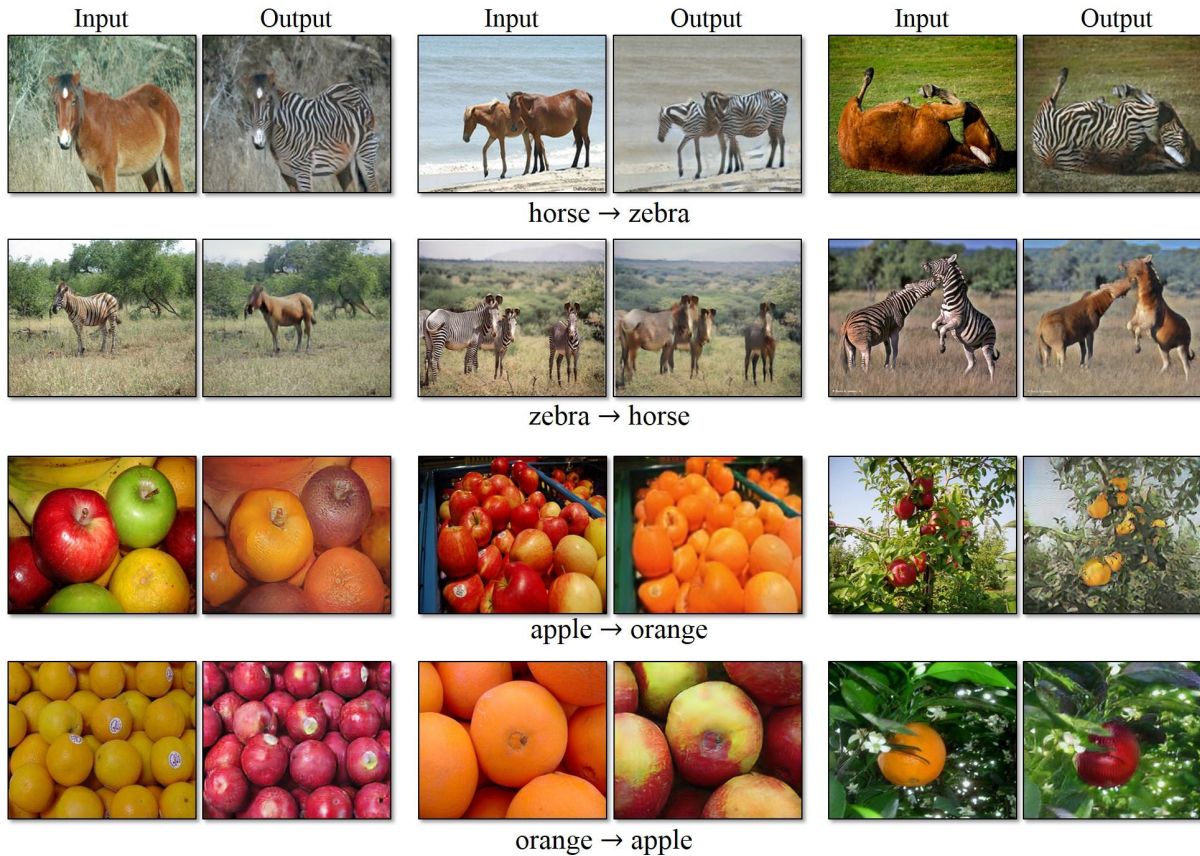 Input Output Input Output Input Output
horse → zebra
zebra → horse
apple → orange
orange → apple